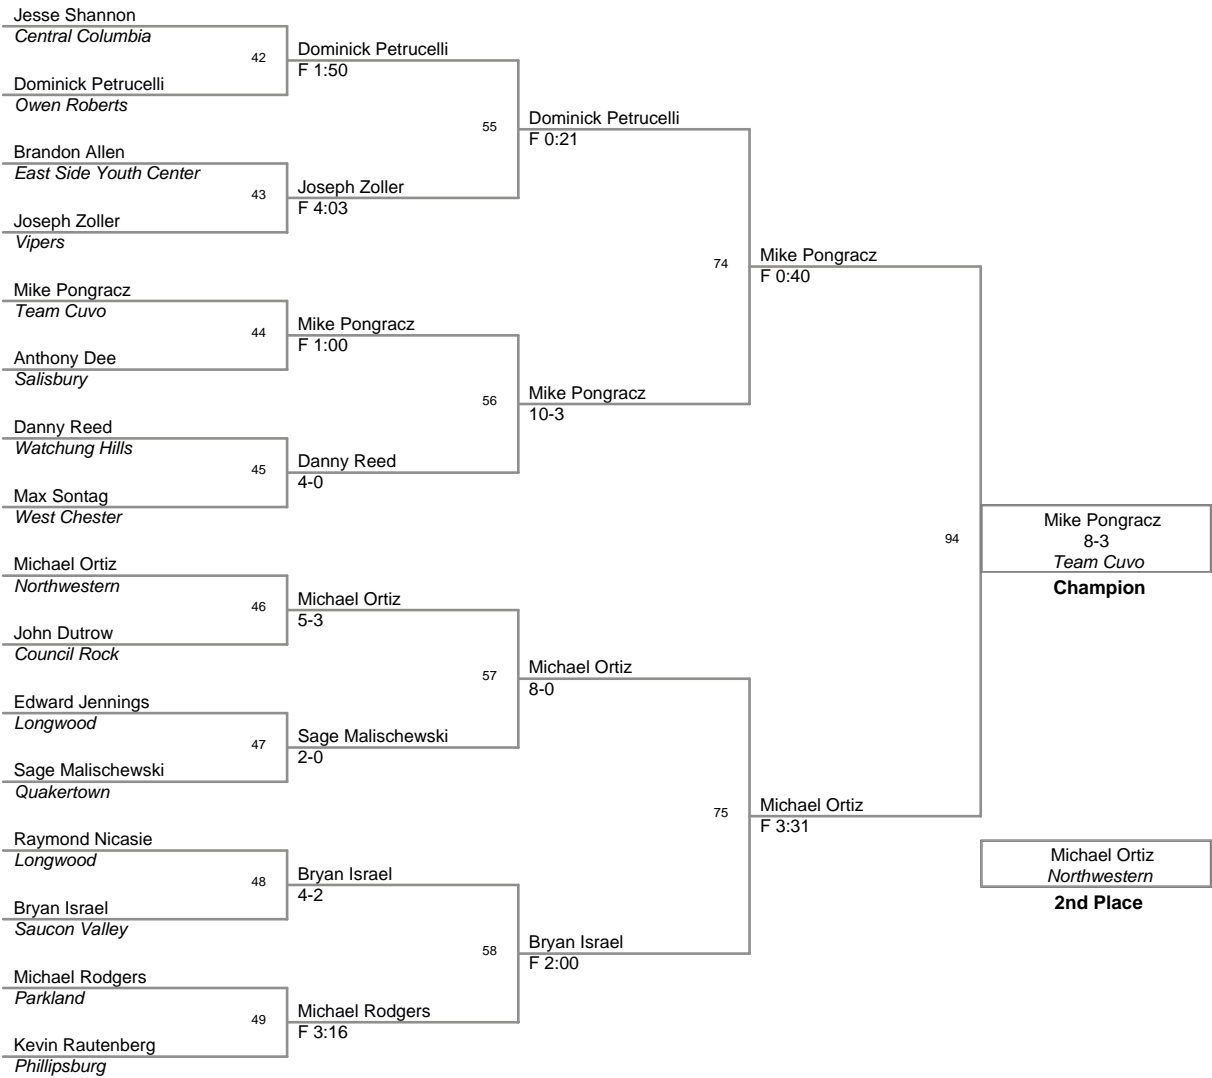 Jesse Shannon
Central Columbia
42
Dominick Petrucelli
F 1:50
Dominick Petrucelli
Owen Roberts
55
Dominick Petrucelli
F 0:21
Brandon Allen
East Side Youth Center
43
Joseph Zoller
F 4:03
Joseph Zoller
Vipers
74
Mike Pongracz
F 0:40
Mike Pongracz
Team Cuvo
44
Mike Pongracz
F 1:00
Anthony Dee
Salisbury
56
Mike Pongracz
10-3
Danny Reed
Watchung Hills
45
Danny Reed
4-0
Max Sontag
West Chester
94
Mike Pongracz
8-3
Team Cuvo
Champion
Michael Ortiz
Northwestern
46
Michael Ortiz
5-3
John Dutrow
Council Rock
57
Michael Ortiz
8-0
Edward Jennings
Longwood
47
Sage Malischewski
2-0
Sage Malischewski
Quakertown
75
Michael Ortiz
F 3:31
Raymond Nicasie
Longwood
48
Bryan Israel
4-2
Bryan Israel
Saucon Valley
58
Bryan Israel
F 2:00
Michael Rodgers
Parkland
49
Michael Rodgers
F 3:16
Kevin Rautenberg
Phillipsburg
Michael Ortiz
Northwestern
2nd Place